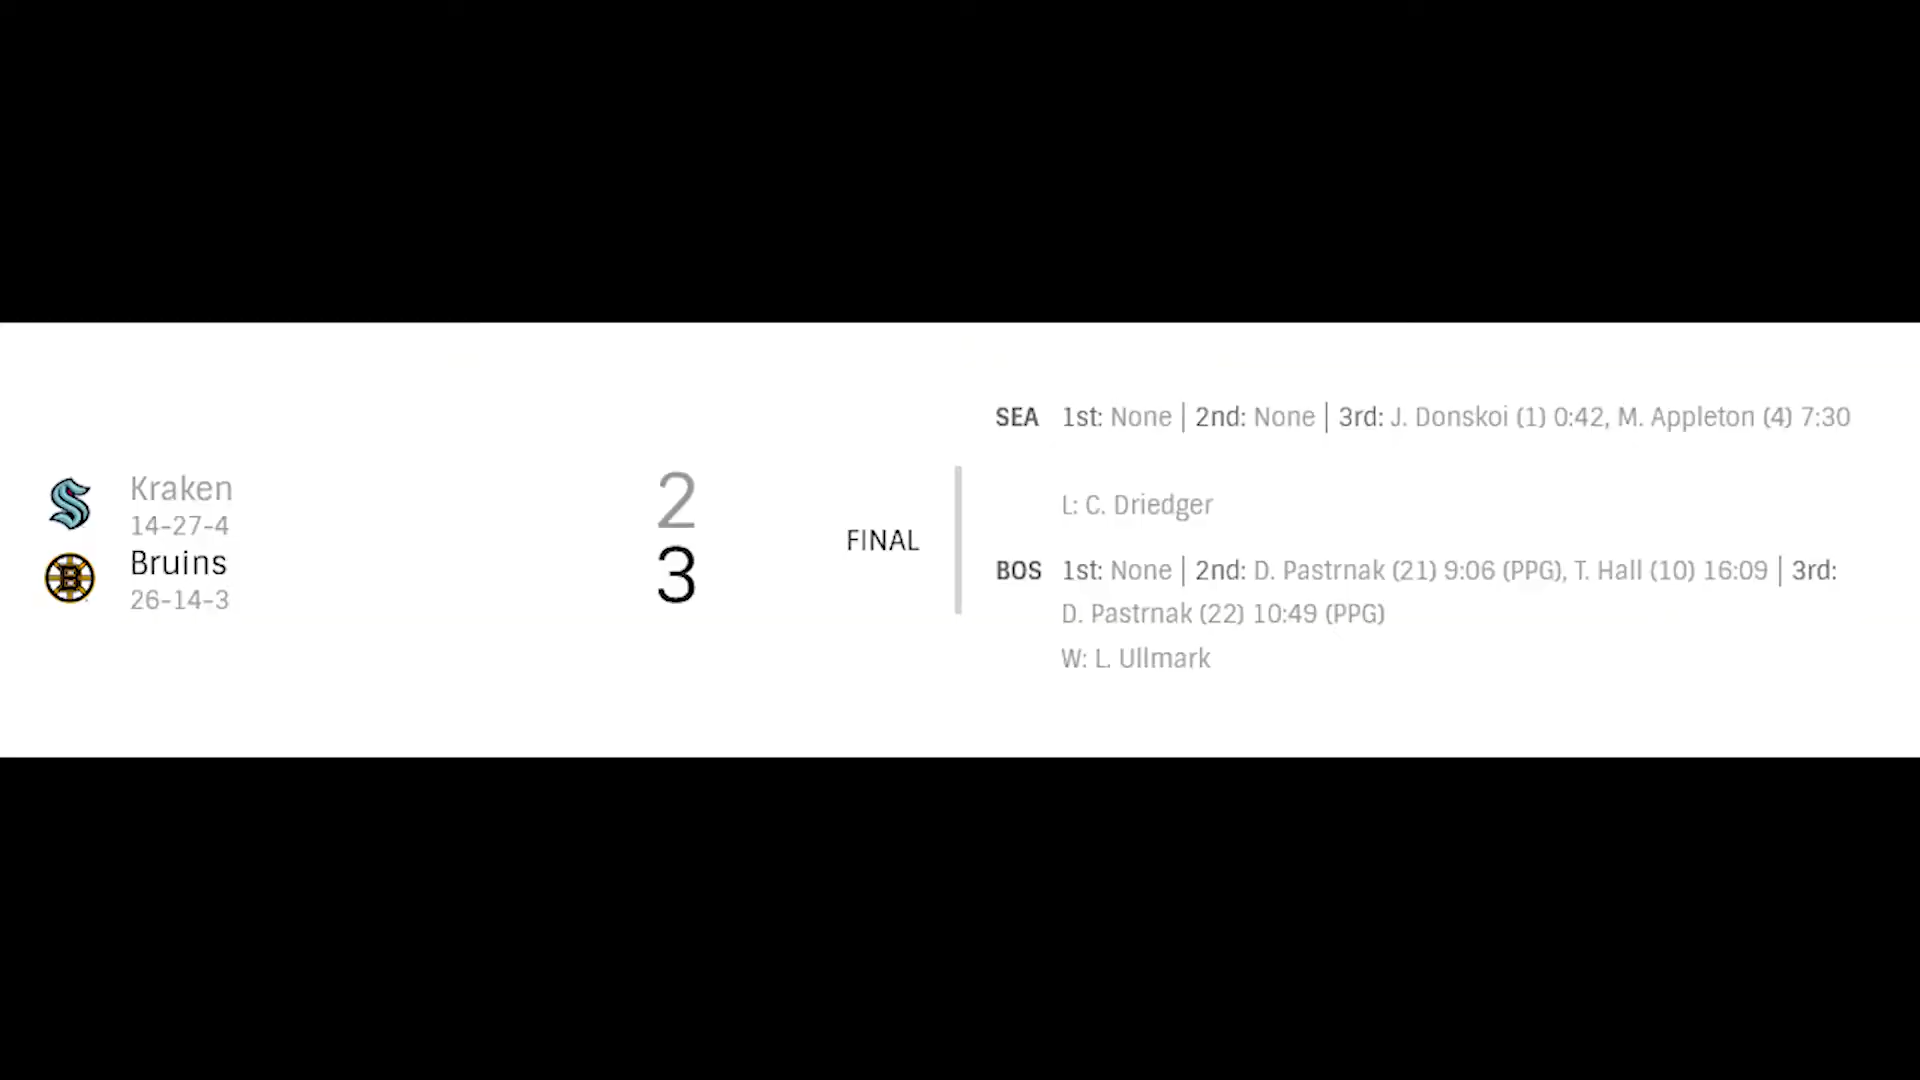 Kraken
14-27-4
2
Bruins
26-14-3
3
FINAL
SEA 1st: None | 2nd: None | 3rd: J. Donskoi (1) 0:42, M. Appleton (4) 7:30
L: C. Driedger
BOS 1st: None | 2nd: D. Pastrnak (21) 9:06 (PPG), T. Hall (10) 16:09 | 3rd:
D. Pastrnak (22) 10:49 (PPG)
W: L. Ullmark